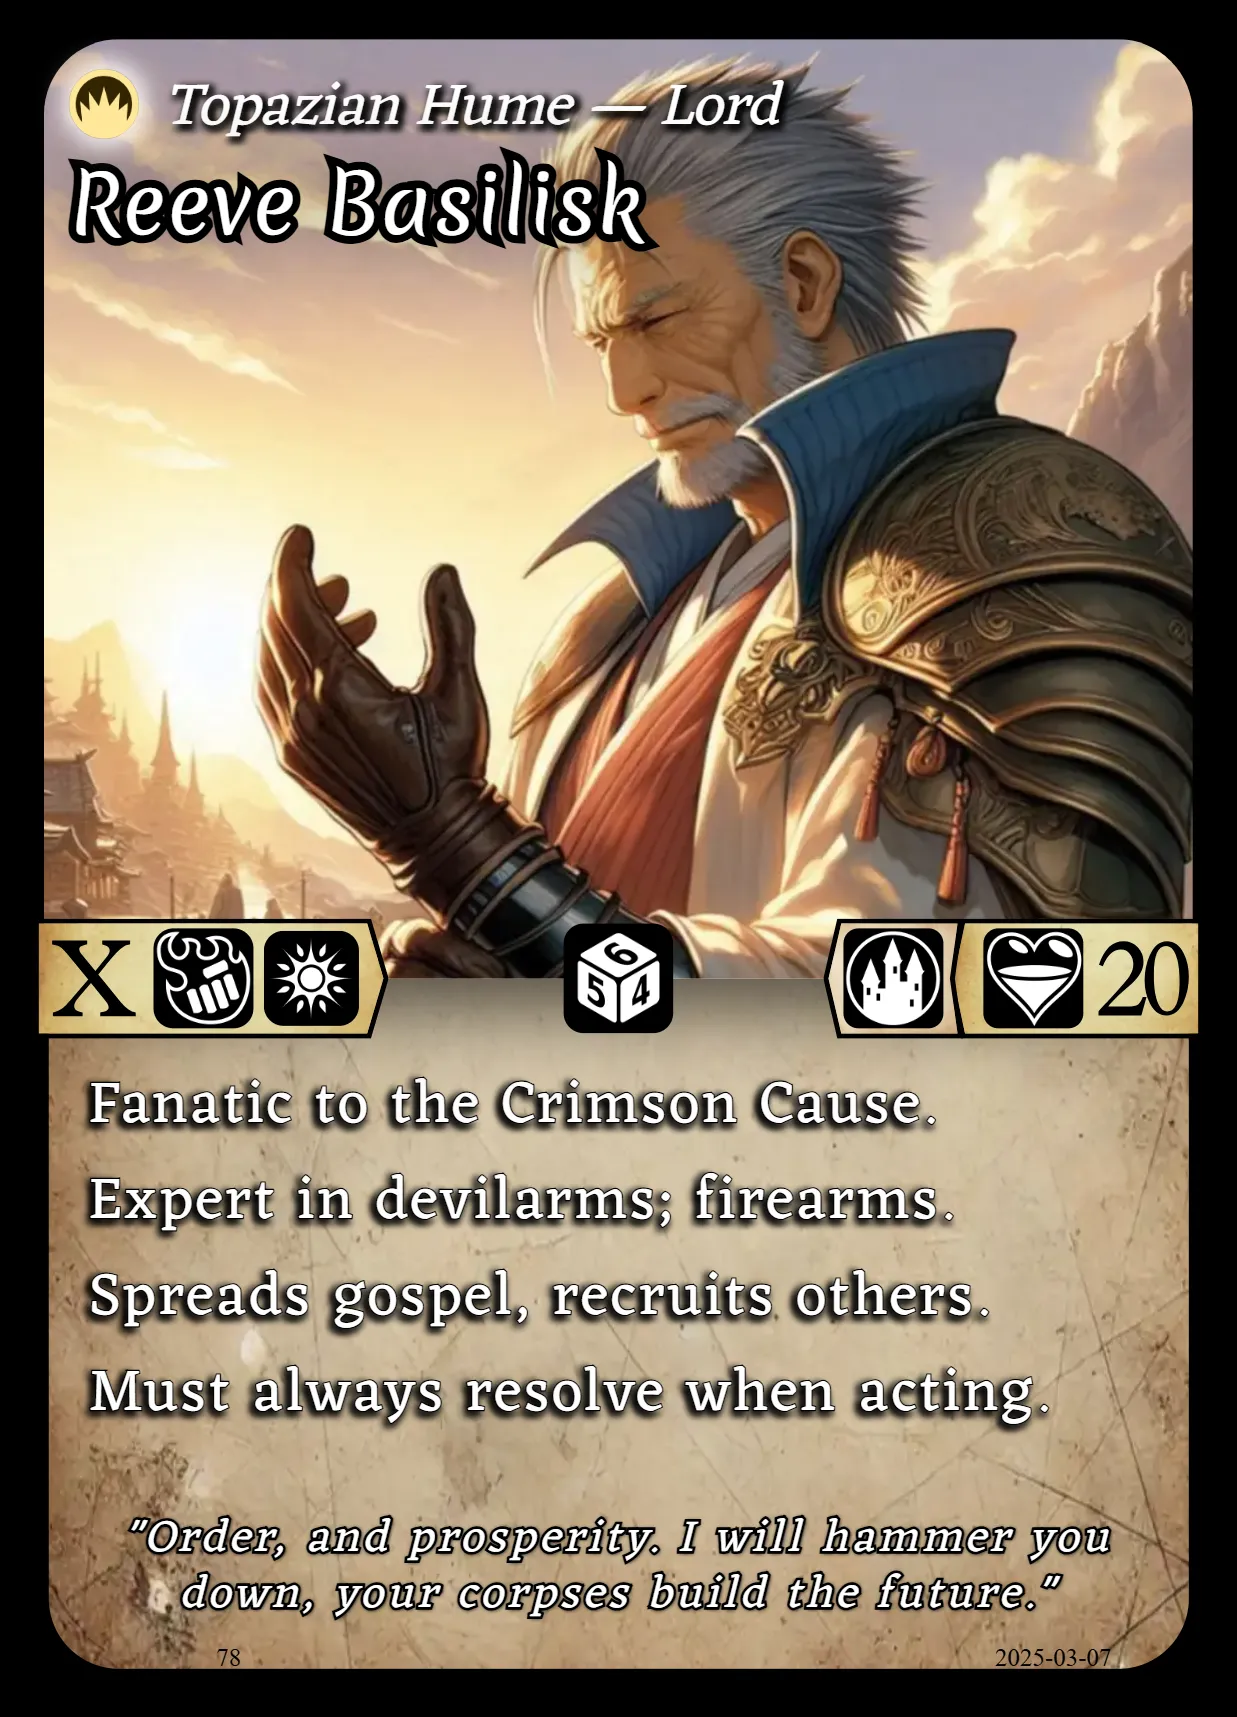 Topazian Hume — Lord
Reeve Basilisk
X
6
5 4
20
Fanatic to the Crimson Cause.
Expert in devilarms; firearms.
Spreads gospel, recruits others.
Must always resolve when acting.
"Order, and prosperity. I will hammer you
down, your corpses build the future."
78 2025-03-07